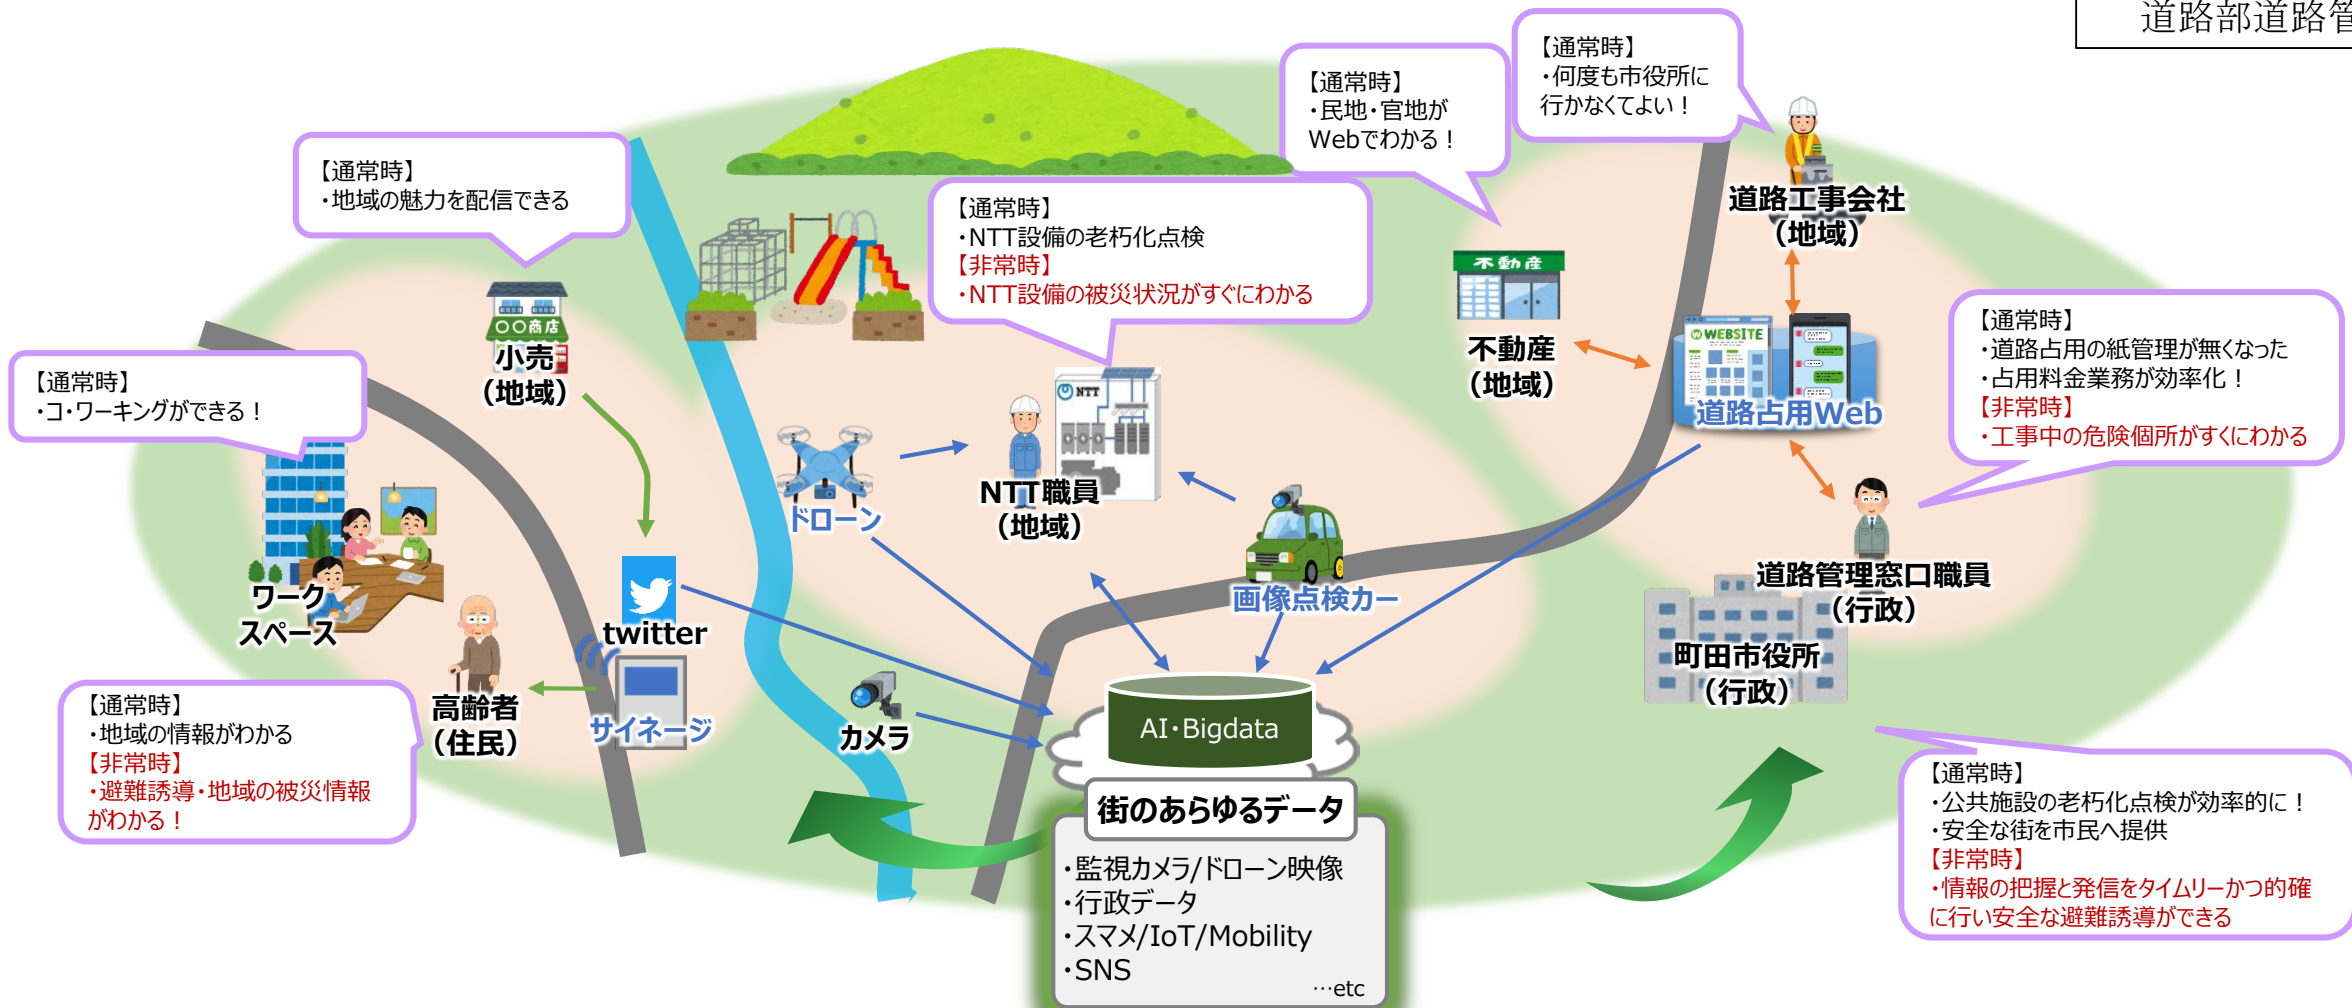 道路部道路管
【通常時】
・何度も市役所に
行かなくてよい！
【通常時】
・民地・官地が
Webでわかる！
【通常時】
・地域の魅力を配信できる
【通常時】
・NTT設備の老朽化点検
【非常時】
・NTT設備の被災状況がすぐにわかる
道路工事会社
（地域）
不動産
不動産
（地域）
WEBSITE
道路占用Web
【通常時】
・道路占用の紙管理が無くなった
・占用料金業務が効率化！
【非常時】
・工事中の危険個所がすくにわかる
〇〇商店
小売
（地域）
【通常時】
・コ・ワーキングができる！
NTT
NTT職員
（地域）
ドローン
画像点検カー
道路管理窓口職員
（行政）
町田市役所
（行政）
ワーク
スペース
twitter
高齢者
（住民）
サイネージ
カメラ
【通常時】
・地域の情報がわかる
【非常時】
・避難誘導・地域の被災情報
がわかる！
AI・Bigdata
街のあらゆるデータ
・監視カメラ/ドローン映像
・行政データ
・スマメ/IoT/Mobility
・SNS
…etc
【通常時】
・公共施設の老朽化点検が効率的に！
・安全な街を市民へ提供
【非常時】
・情報の把握と発信をタイムリーかつ的確
に行い安全な避難誘導ができる